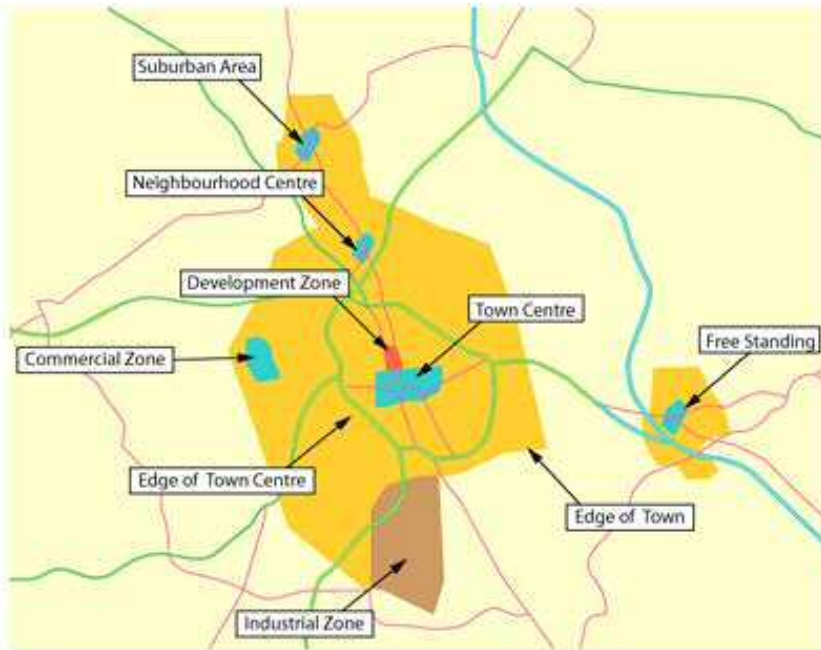 Suburban Area
Neighbourhood Centre
Development Zone
Town Centre
Free Standing
Commercial Zone
Edge of Town Centre
Edge of Town
Industrial Zone